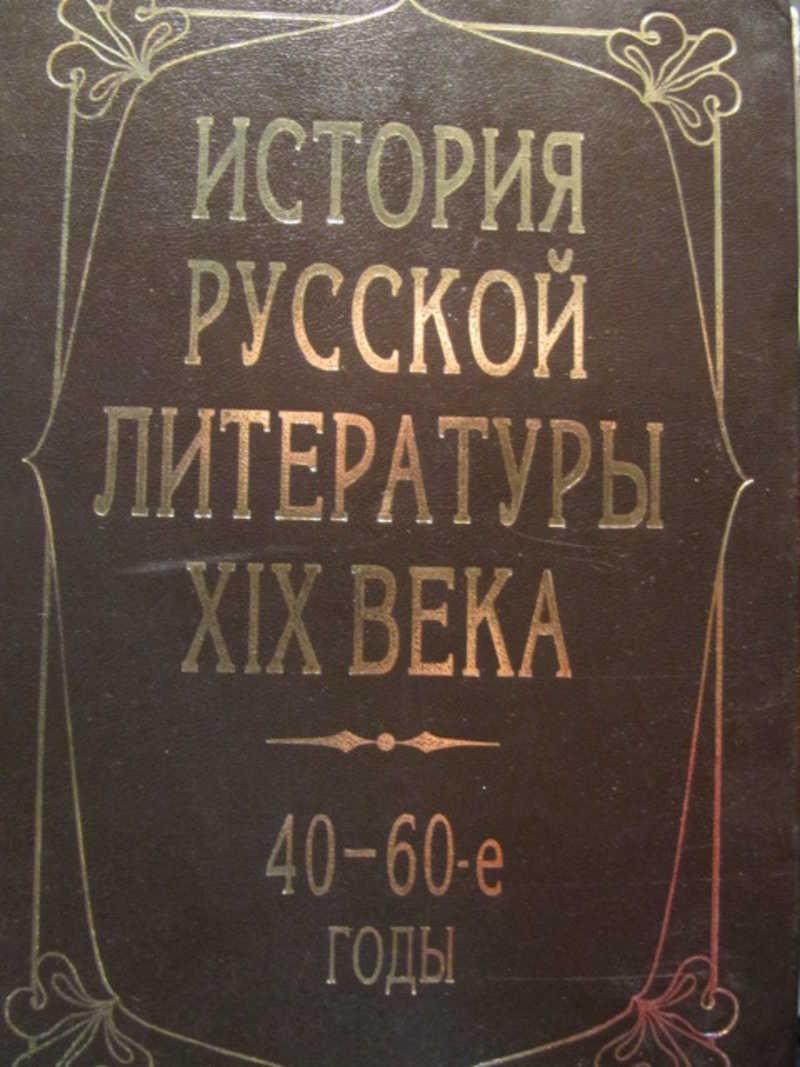 ИСТОРИЯ
РУССКОЙ
ЛИТЕРАТУРЫ
XIX ВЕКА
40–60-е
ГОДЫ